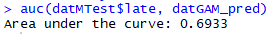 > auc(datMTest$late, datGAM_pred)
Area under the curve: 0.6933